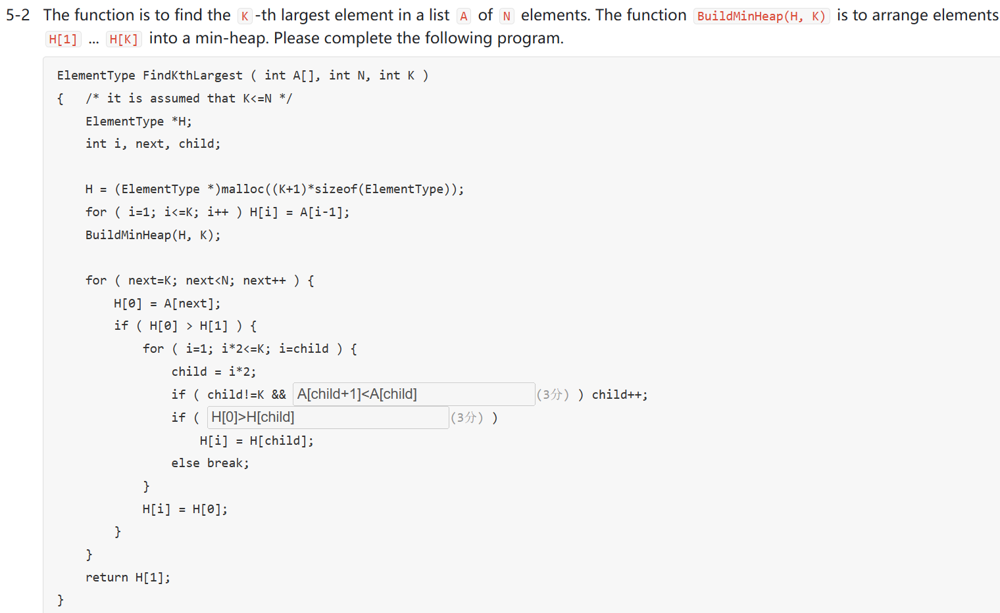 5-2 The function is to find the K -th largest element in a list A of N elements. The function BuildMinHeap(H, K) is to arrange elements
H[1] ... H[K] into a min-heap. Please complete the following program.
ElementType FindKthLargest ( int A[], int N, int K )
{   /* it is assumed that K<=N */
    ElementType *H;
    int i, next, child;
    H = (ElementType *)malloc((K+1)*sizeof(ElementType));
    for ( i=1; i<=K; i++ ) H[i] = A[i-1];
    BuildMinHeap(H, K);
    for ( next=K; next<N; next++ ) {
        H[0] = A[next];
        if ( H[0] > H[1] ) {
            for ( i=1; i*2<=K; i=child ) {
                child = i*2;
                if ( child!=K && A[child+1]<A[child] (3分) ) child++;
                if ( H[0]>H[child] (3分) )
                    H[i] = H[child];
                else break;
            }
            H[i] = H[0];
        }
    }
    return H[1];
}